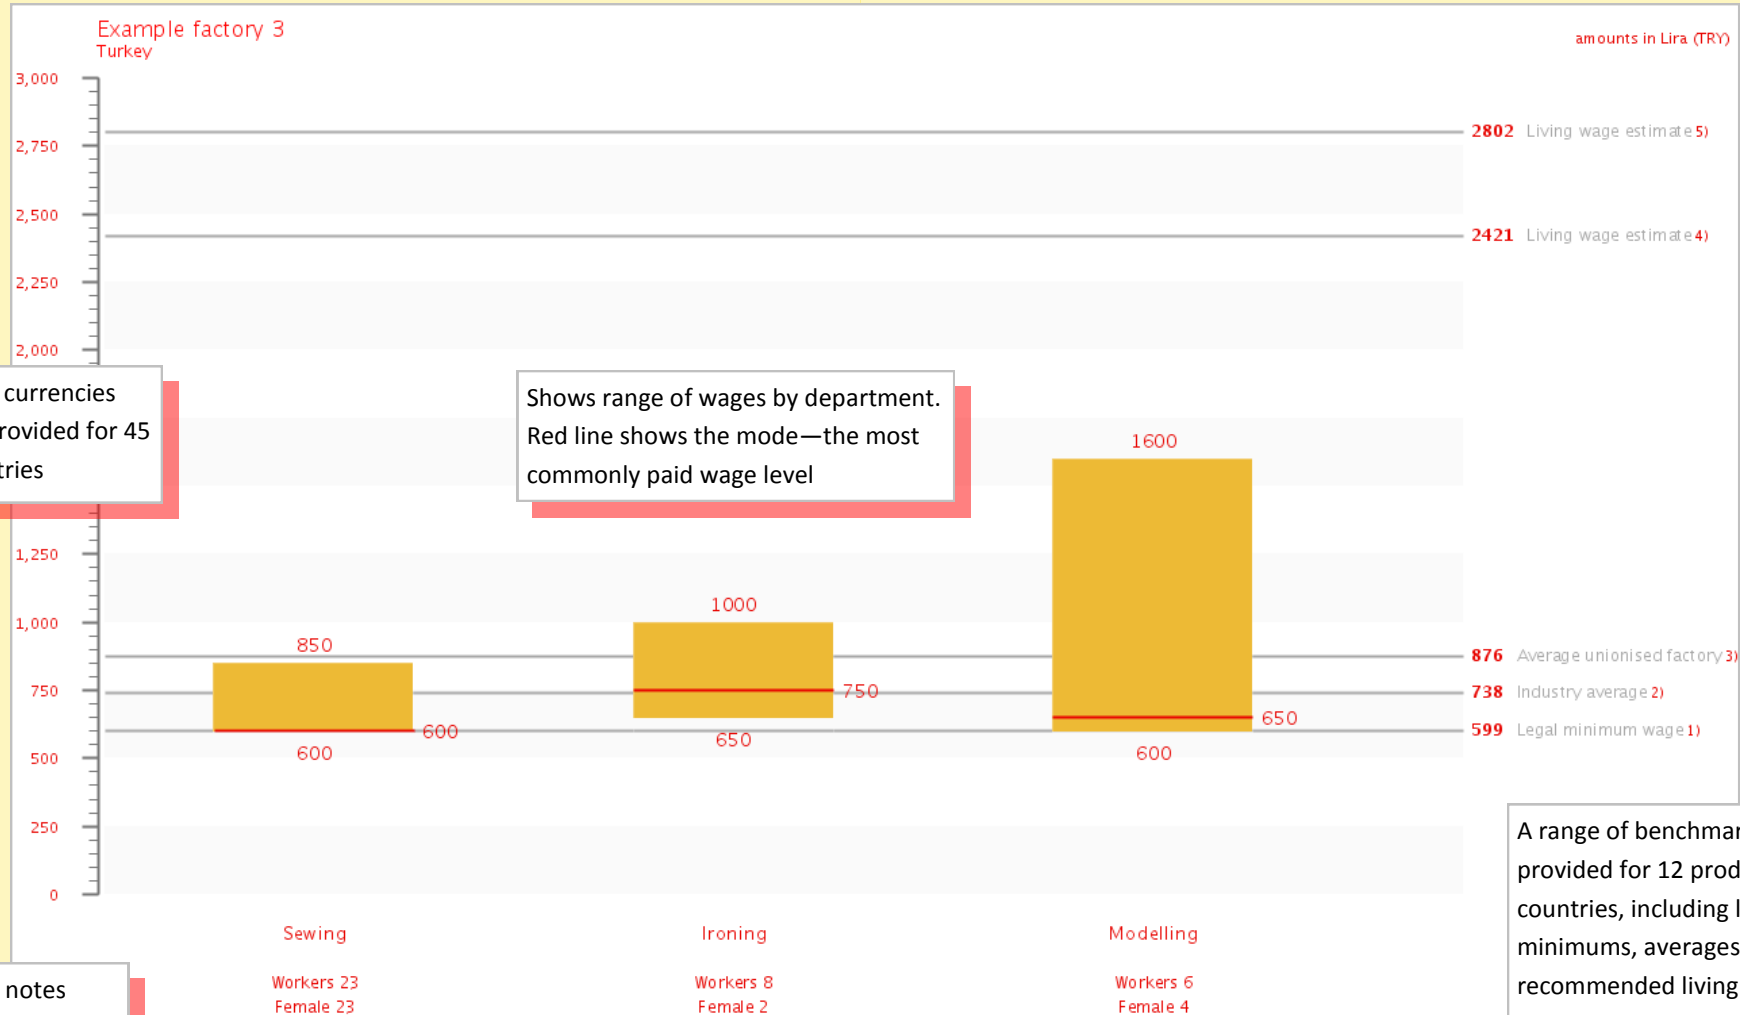 Example factory 3
Turkey
amounts in Lira (TRY)
3,000
2,750
2,500
2,250
2,000
1,250
1,000
750
500
250
0
2802 Living wage estimate 5)
2421 Living wage estimate 4)
876 Average unionised factory 3)
738 Industry average 2)
599 Legal minimum wage 1)
currencies
rovided for 45
tries
Shows range of wages by department.
Red line shows the mode—the most
commonly paid wage level
850
600
600
1000
750
650
1600
650
600
Sewing
Workers 23
Female 23
Ironing
Workers 8
Female 2
Modelling
Workers 6
Female 4
notes
A range of benchmar
provided for 12 prod
countries, including l
minimums, averages
recommended living